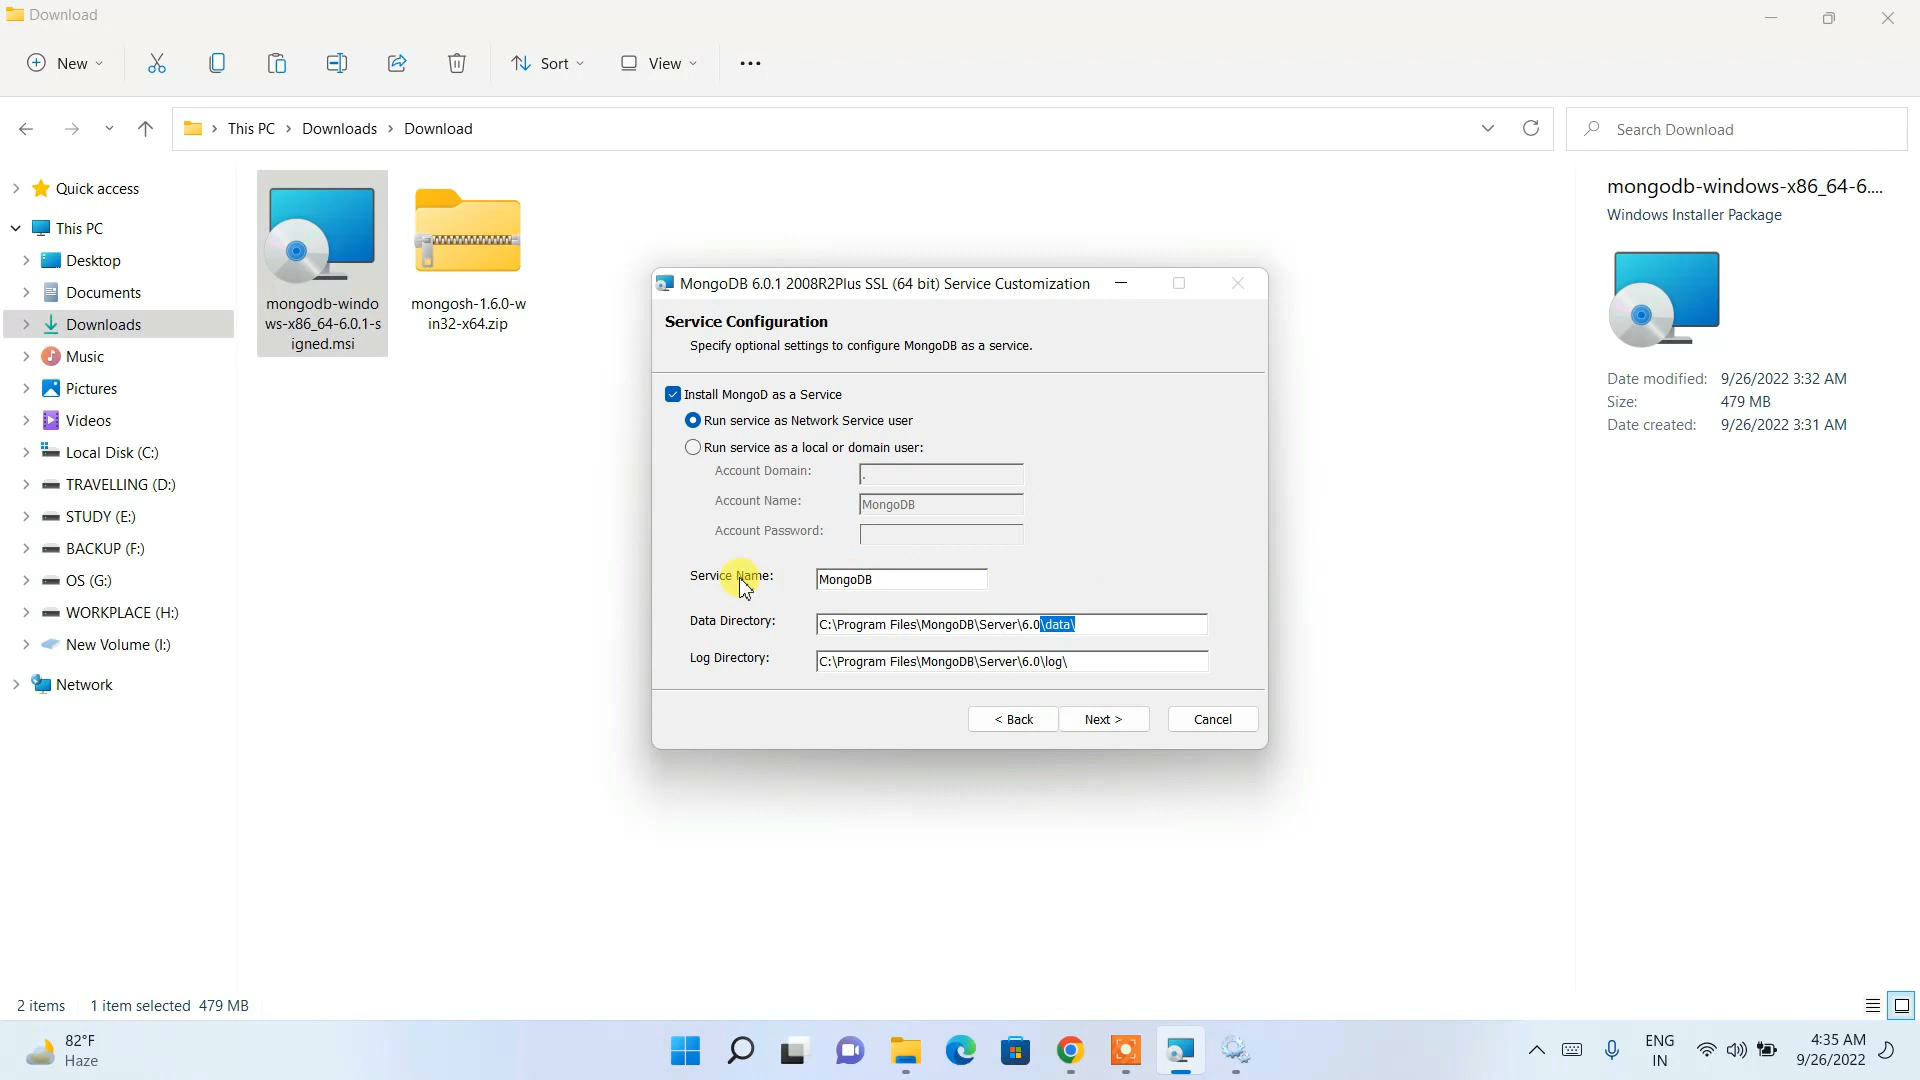 Download
New
Sort
View
This PC
Downloads
Download
Search Download
Quick access
This PC
Desktop
Documents
Downloads
Music
Pictures
Videos
Local Disk (C:)
TRAVELLING (D:)
STUDY (E:)
BACKUP (F:)
OS (G:)
WORKPLACE (H:)
New Volume (I:)
Network
mongodb-windo
ws-x86_64-6.0.1-s
igned.msi
mongosh-1.6.0-w
in32-x64.zip
MongoDB 6.0.1 2008R2Plus SSL (64 bit) Service Customization
Service Configuration
Specify optional settings to configure MongoDB as a service.
Install MongoD as a Service
Run service as Network Service user
Run service as a local or domain user:
Account Domain: .
Account Name: MongoDB
Account Password:
Service Name: MongoDB
Data Directory: C:\Program Files\MongoDB\Server\6.0\data\
Log Directory: C:\Program Files\MongoDB\Server\6.0\log\
< Back
Next >
Cancel
mongodb-windows-x86_64-6....
Windows Installer Package
Date modified: 9/26/2022 3:32 AM
Size: 479 MB
Date created: 9/26/2022 3:31 AM
2 items
1 item selected 479 MB
82°F
Haze
ENG
IN
4:35 AM
9/26/2022